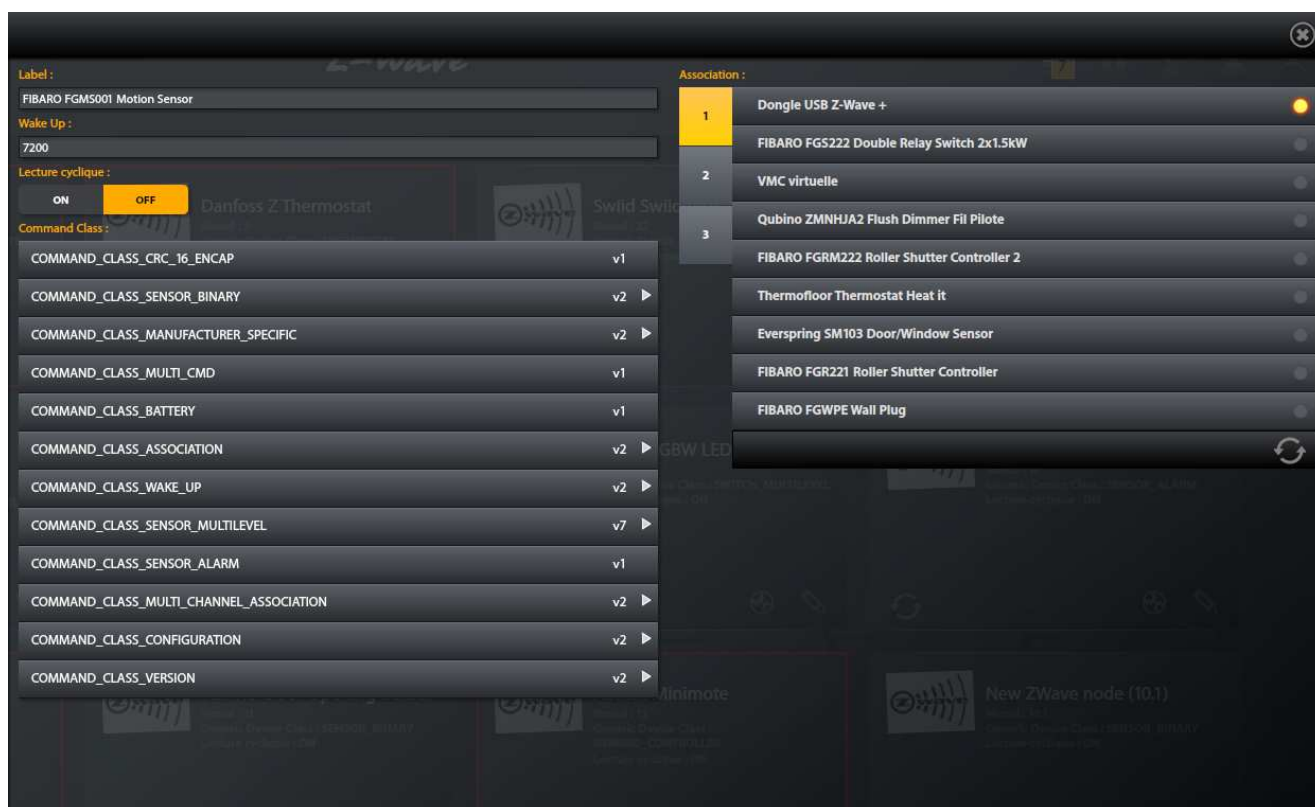 Z-Wave
Label :
FIBARO FGMS001 Motion Sensor
Wake Up :
7200
Lecture cyclique :
ON OFF
Danfoss Z Thermostat
Command Class :
COMMAND_CLASS_CRC_16_ENCAP v1
COMMAND_CLASS_SENSOR_BINARY v2
COMMAND_CLASS_MANUFACTURER_SPECIFIC v2
COMMAND_CLASS_MULTI_CMD v1
COMMAND_CLASS_BATTERY v1
COMMAND_CLASS_ASSOCIATION v2
COMMAND_CLASS_WAKE_UP v2
COMMAND_CLASS_SENSOR_MULTILEVEL v7
COMMAND_CLASS_SENSOR_ALARM v1
COMMAND_CLASS_MULTI_CHANNEL_ASSOCIATION v2
COMMAND_CLASS_CONFIGURATION v2
COMMAND_CLASS_VERSION v2
Association :
1
2
3
Dongle USB Z-Wave +
FIBARO FGS222 Double Relay Switch 2x1.5kW
VMC virtuelle
Qubino ZMNHJA2 Flush Dimmer Fil Pilote
FIBARO FGRM222 Roller Shutter Controller 2
Thermofloor Thermostat Heat it
Everspring SM103 Door/Window Sensor
FIBARO FGR221 Roller Shutter Controller
FIBARO FGWPE Wall Plug
Swiid
GBW LED
Minimote
New ZWave node (10.1)